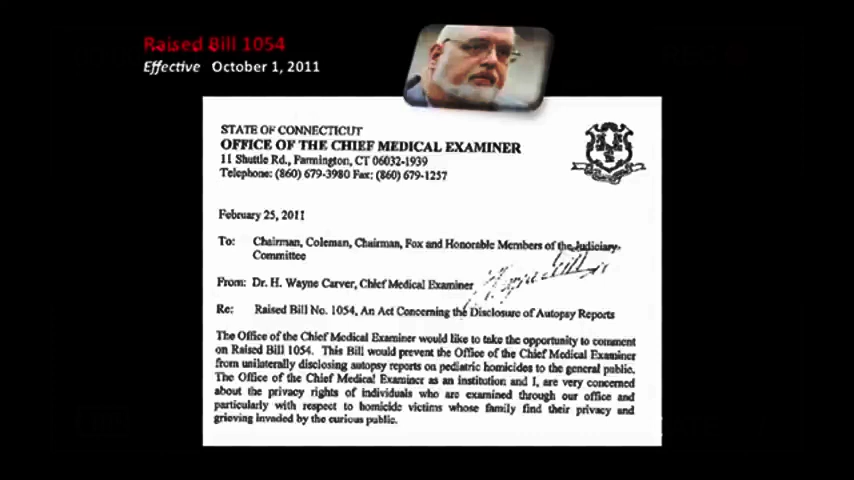 Raised Bill 1054
Effective October 1, 2011
STATE OF CONNECTICUT
OFFICE OF THE CHIEF MEDICAL EXAMINER
11 Shuttle Rd., Farmington, CT 06032-1939
Telephone: (860) 679-3980 Fax: (860) 679-1257
February 25, 2011
To: Chairman, Coleman, Chairman, Fox and Honorable Members of the Judiciary
Committee
From: Dr. H. Wayne Carver, Chief Medical Examiner
Re: Raised Bill No. 1054, An Act Concerning the Disclosure of Autopsy Reports
The Office of the Chief Medical Examiner would like to take the opportunity to comment
on Raised Bill 1054. This Bill would prevent the Office of the Chief Medical Examiner
from unilaterally disclosing autopsy reports on pediatric homicides to the general public.
The Office of the Chief Medical Examiner as an institution and I, are very concerned
about the privacy rights of individuals who are examined through our office and
particularly with respect to homicide victims whose family find their privacy and
grieving invaded by the curious public.